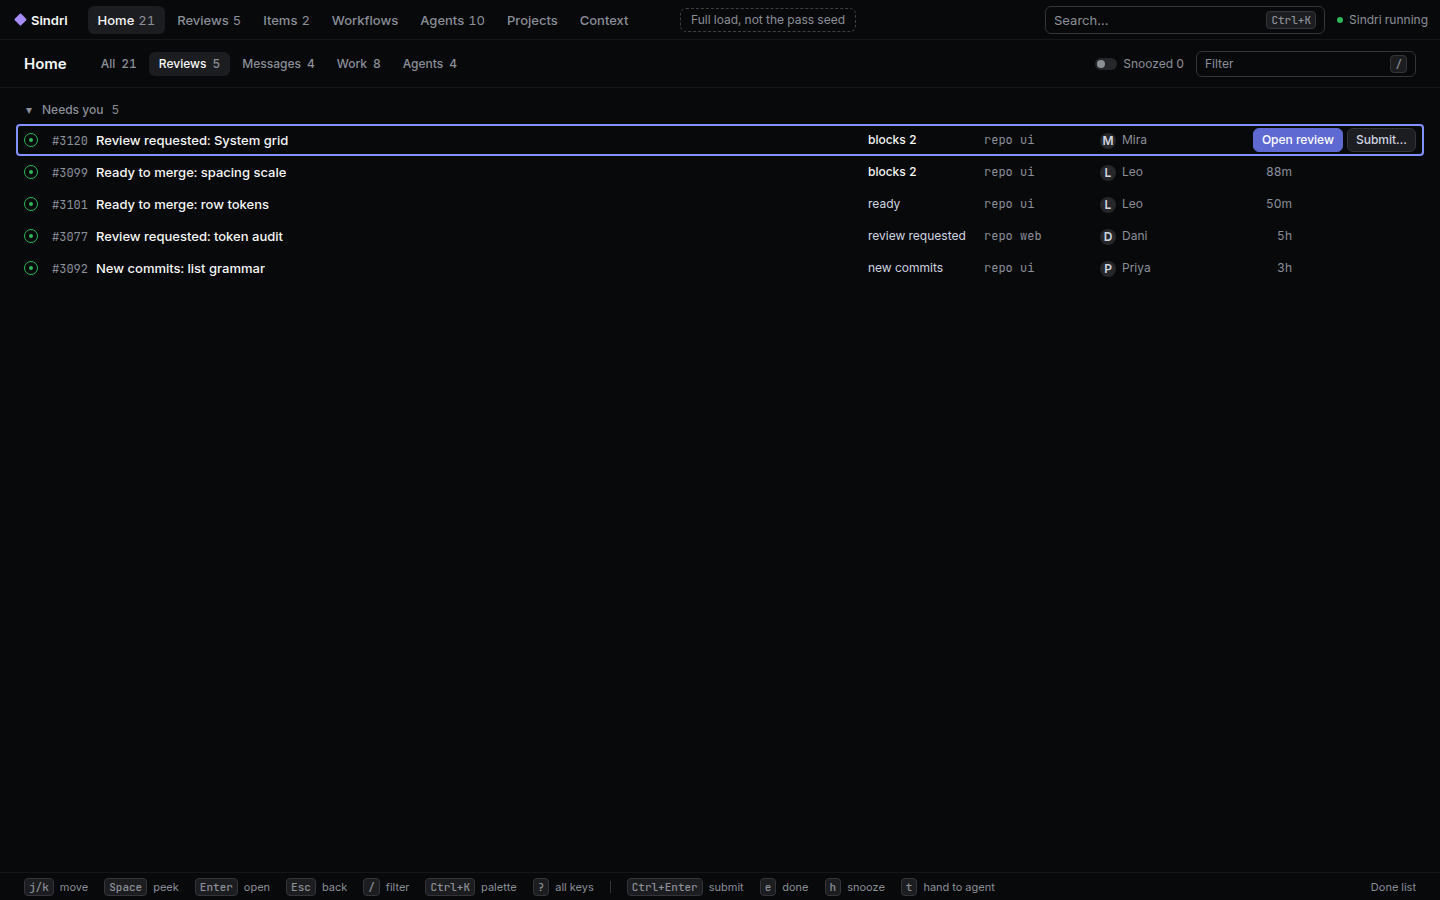 Sindri Home 21 Reviews 5 Items 2 Workflows Agents 10 Projects Context Full load, not the pass seed Search... Ctrl+K Sindri running
Home All 21 Reviews 5 Messages 4 Work 8 Agents 4 Snoozed 0 Filter /
Needs you 5
#3120 Review requested: System grid blocks 2 repo ui M Mira Open review Submit...
#3099 Ready to merge: spacing scale blocks 2 repo ui L Leo 88m
#3101 Ready to merge: row tokens ready repo ui L Leo 50m
#3077 Review requested: token audit review requested repo web D Dani 5h
#3092 New commits: list grammar new commits repo ui P Priya 3h
j/k move Space peek Enter open Esc back / filter Ctrl+K palette ? all keys Ctrl+Enter submit e done h snooze t hand to agent Done list